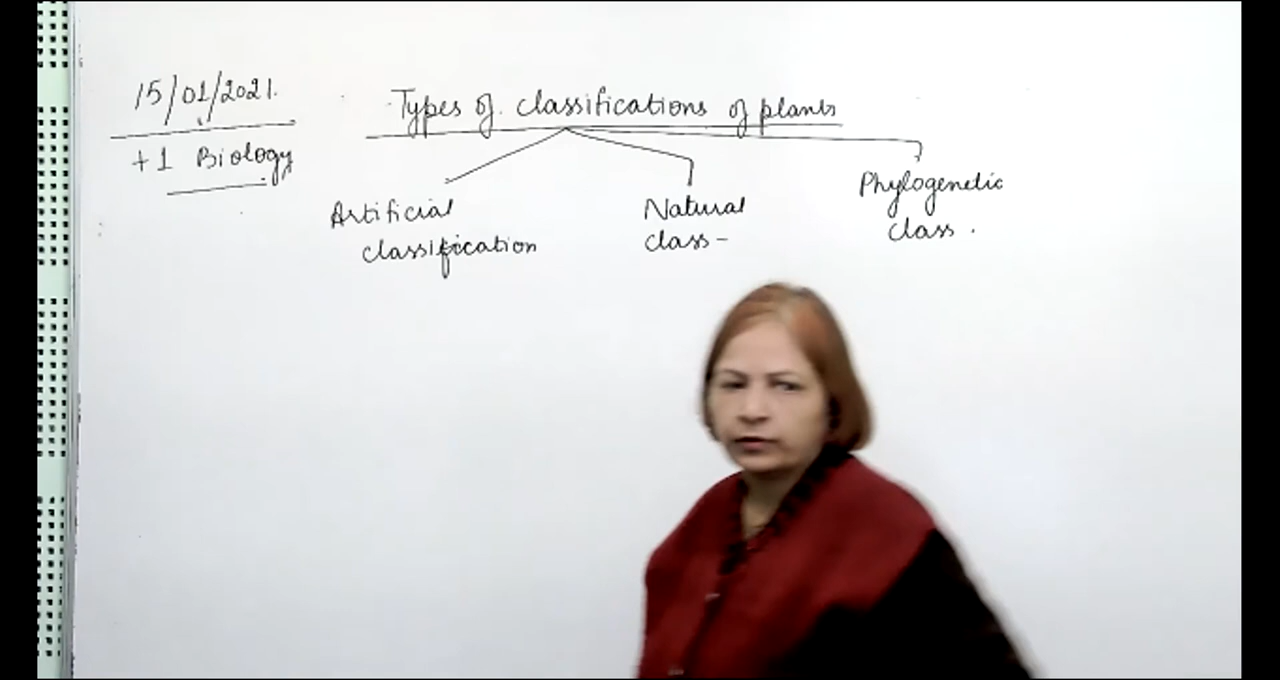 15/01/2021.
+1 Biology
Types of classifications of plants
Artificial
classification
Natural
class-
Phylogenetic
class.